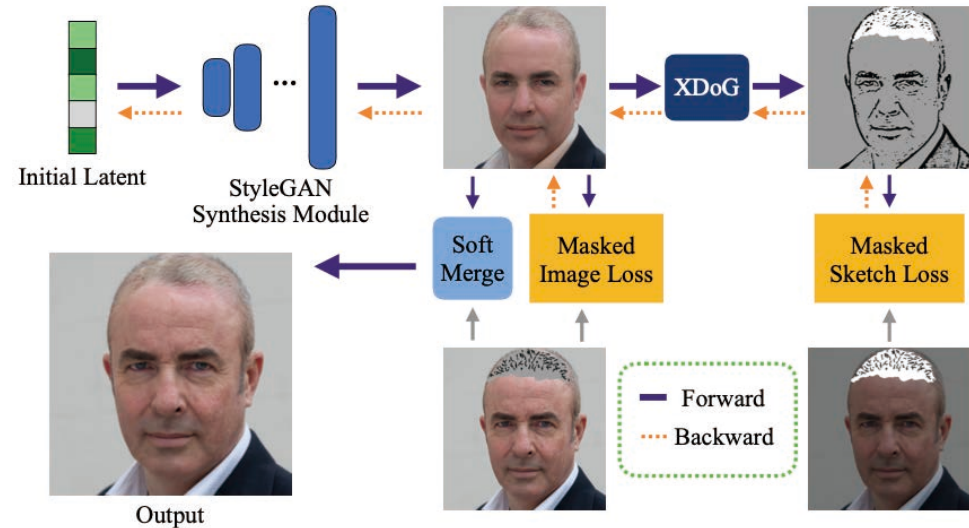 XDoG
Initial Latent
StyleGAN
Synthesis Module
Soft
Merge
Masked
Image Loss
Masked
Sketch Loss
Forward
Backward
Output